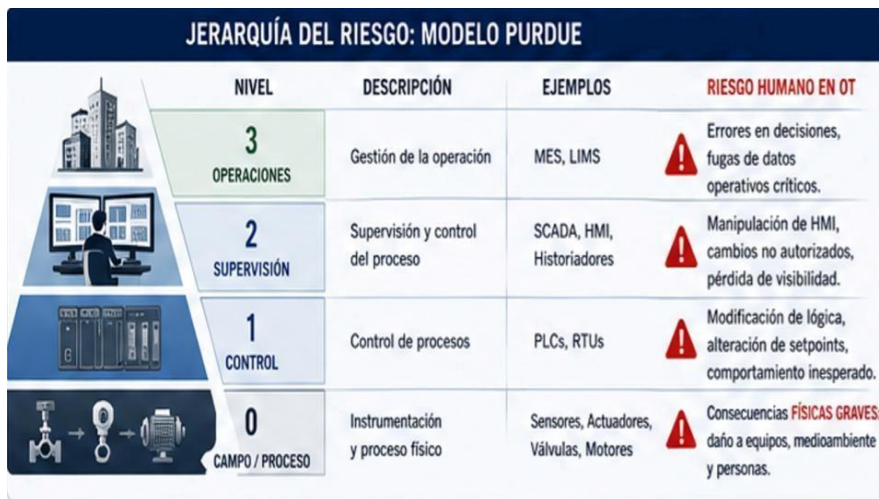 JERARQUÍA DEL RIESGO: MODELO PURDUE
NIVEL
DESCRIPCIÓN
EJEMPLOS
RIESGO HUMANO EN OT
3
OPERACIONES
Gestión de la operación
MES, LIMS
Errores en decisiones,
fugas de datos
operativos críticos.
2
SUPERVISIÓN
Supervisión y control
del proceso
SCADA, HMI,
Historiadores
Manipulación de HMI,
cambios no autorizados,
pérdida de visibilidad.
1
CONTROL
Control de procesos
PLCs, RTUs
Modificación de lógica,
alteración de setpoints,
comportamiento inesperado.
0
CAMPO / PROCESO
Instrumentación
y proceso físico
Sensores, Actuadores,
Válvulas, Motores
Consecuencias FÍSICAS GRAVES:
daño a equipos, medioambiente
y personas.